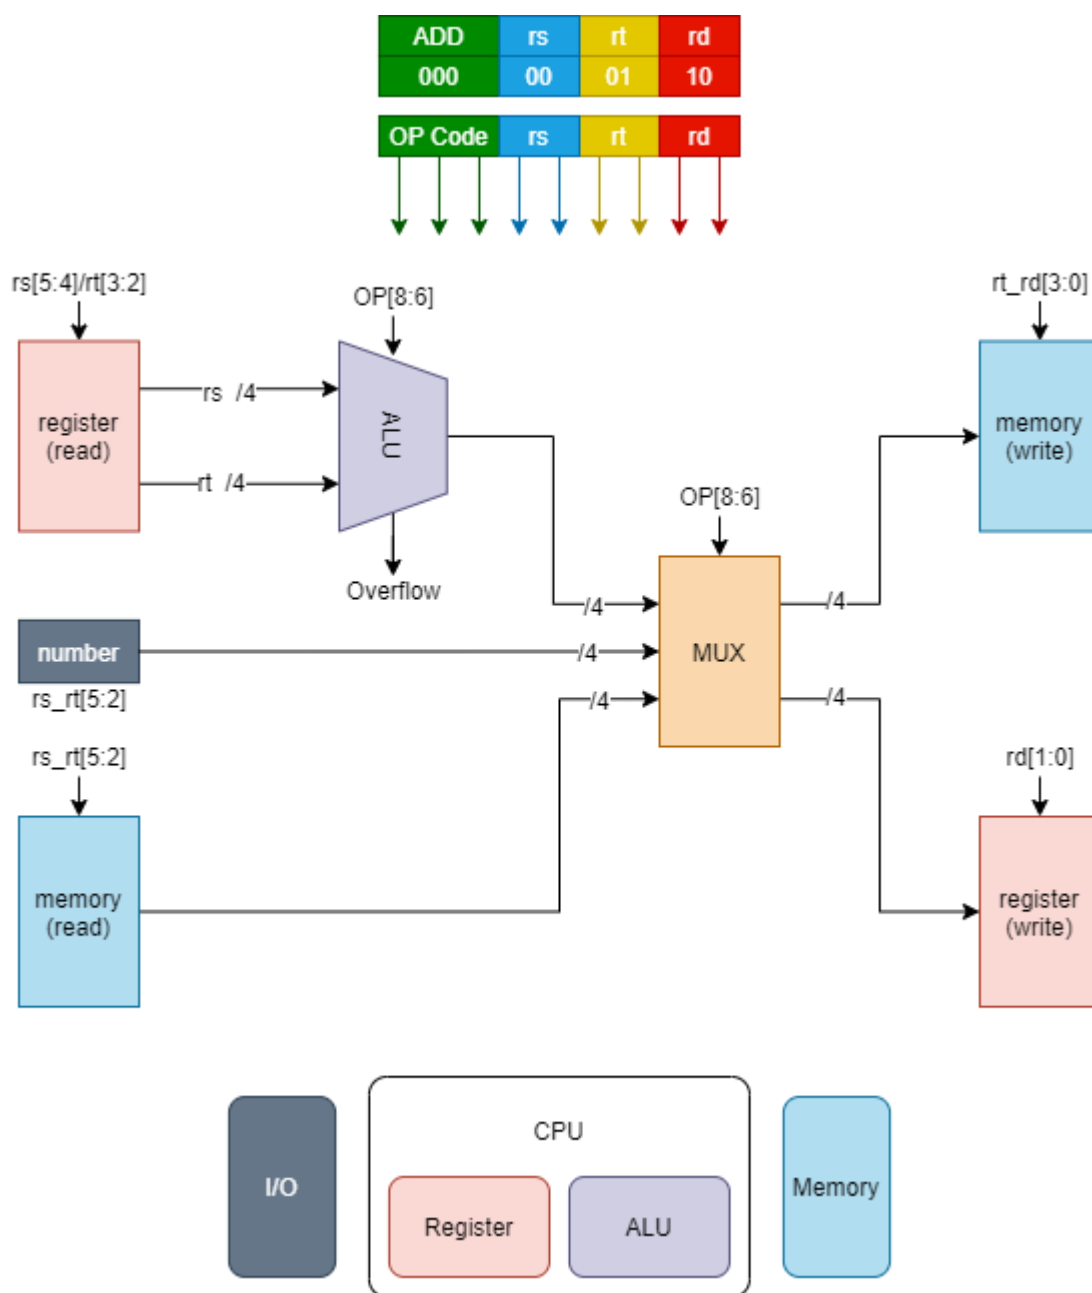 ADD rs rt rd
000 00 01 10
OP Code rs rt rd
rs[5:4]/rt[3:2]
OP[8:6]
rt_rd[3:0]
register
(read)
rs /4
rt /4
ALU
Overflow
memory
(write)
OP[8:6]
number
rs_rt[5:2]
/4
/4
/4
MUX
/4
/4
rs_rt[5:2]
memory
(read)
rd[1:0]
register
(write)
I/O
CPU
Register
ALU
Memory